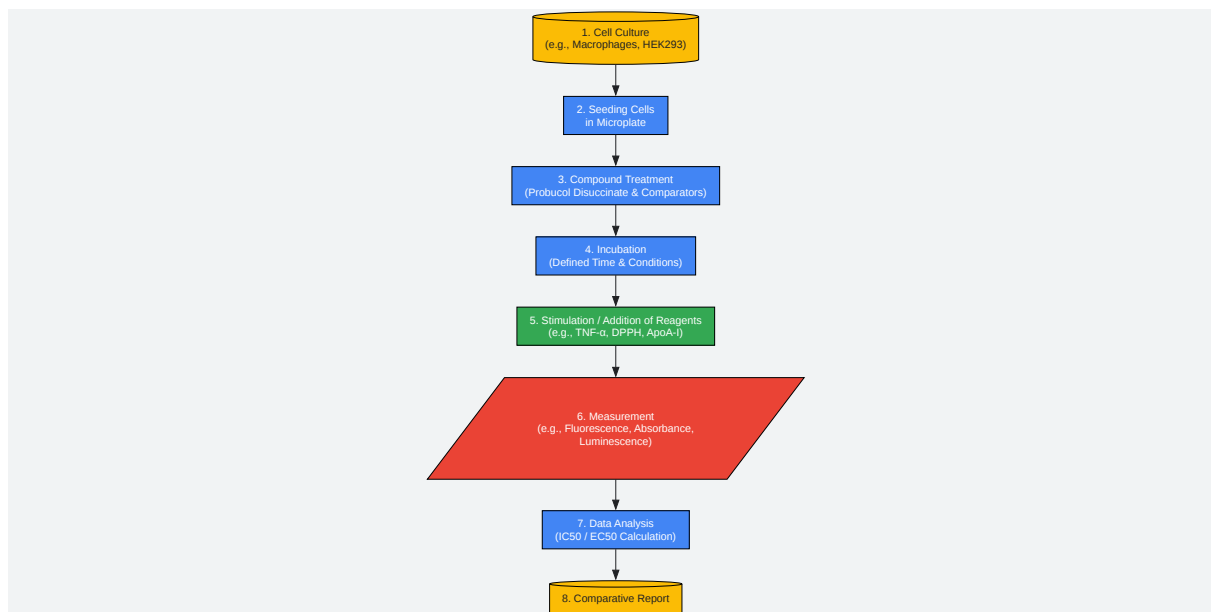 1. Cell Culture
(e.g., Macrophages, HEK293)
2. Seeding Cells
in Microplate
3. Compound Treatment
(Probucol Disuccinate & Comparators)
4. Incubation
(Defined Time & Conditions)
5. Stimulation / Addition of Reagents
(e.g., TNF-α, DPPH, ApoA-I)
6. Measurement
(e.g., Fluorescence, Absorbance,
Luminescence)
7. Data Analysis
(IC50 / EC50 Calculation)
8. Comparative Report